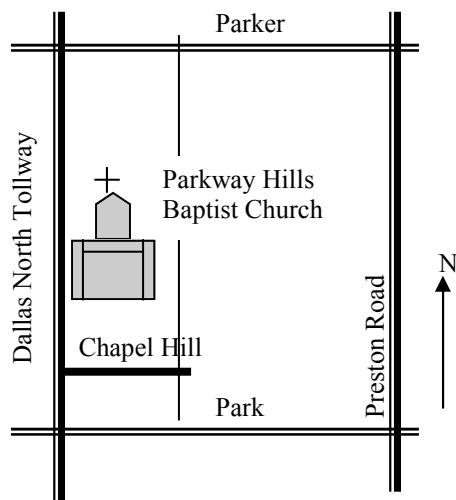 Parker
Dallas North Tollway
Parkway Hills
Baptist Church
N
Chapel Hill
Preston Road
Park